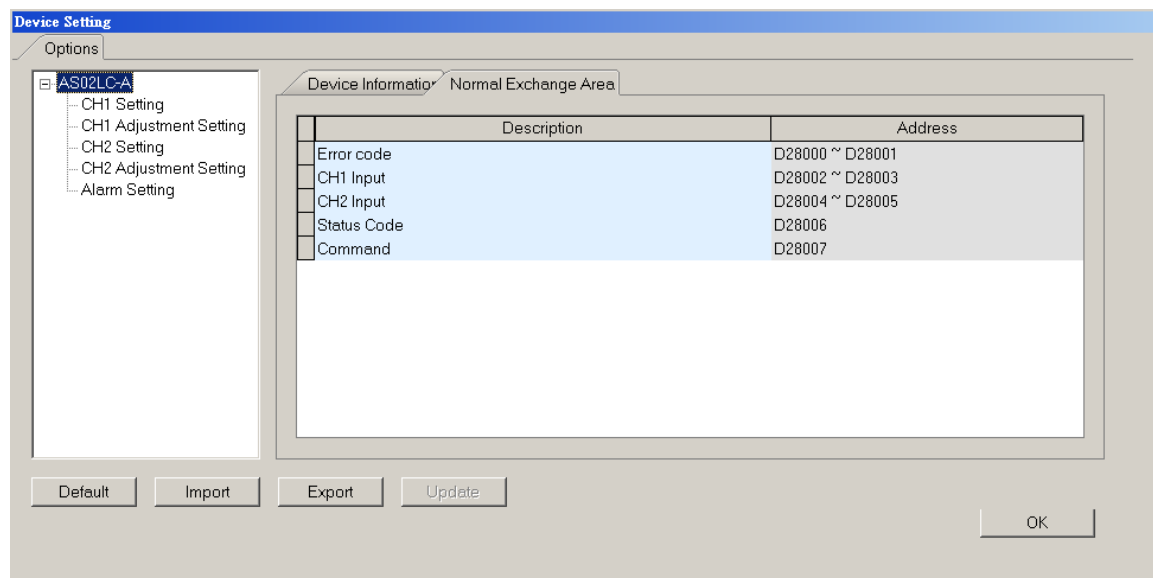 Device Setting
Options
AS02LC-A
CH1 Setting
CH1 Adjustment Setting
CH2 Setting
CH2 Adjustment Setting
Alarm Setting
Device Information Normal Exchange Area
Description Address
Error code D28000 ~ D28001
CH1 Input D28002 ~ D28003
CH2 Input D28004 ~ D28005
Status Code D28006
Command D28007
Default Import Export Update
OK